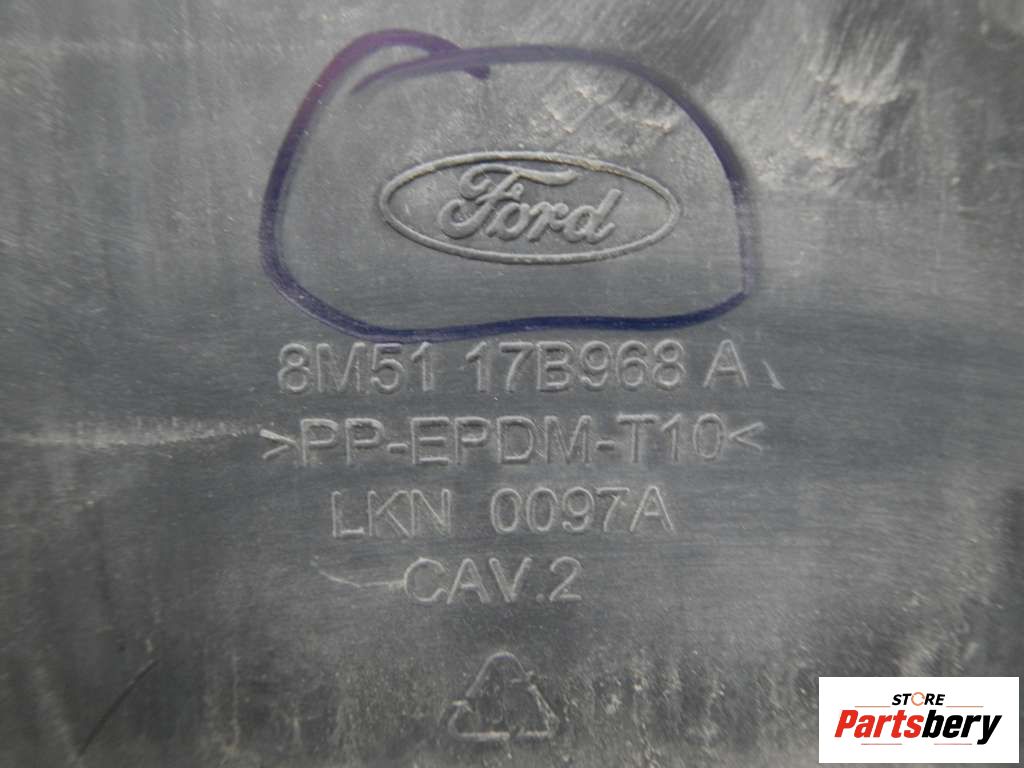 Ford
8M51 17B968 A
>PP-EPDM-T10<
LKN 0097A
CAV.2
STORE
Partsbery